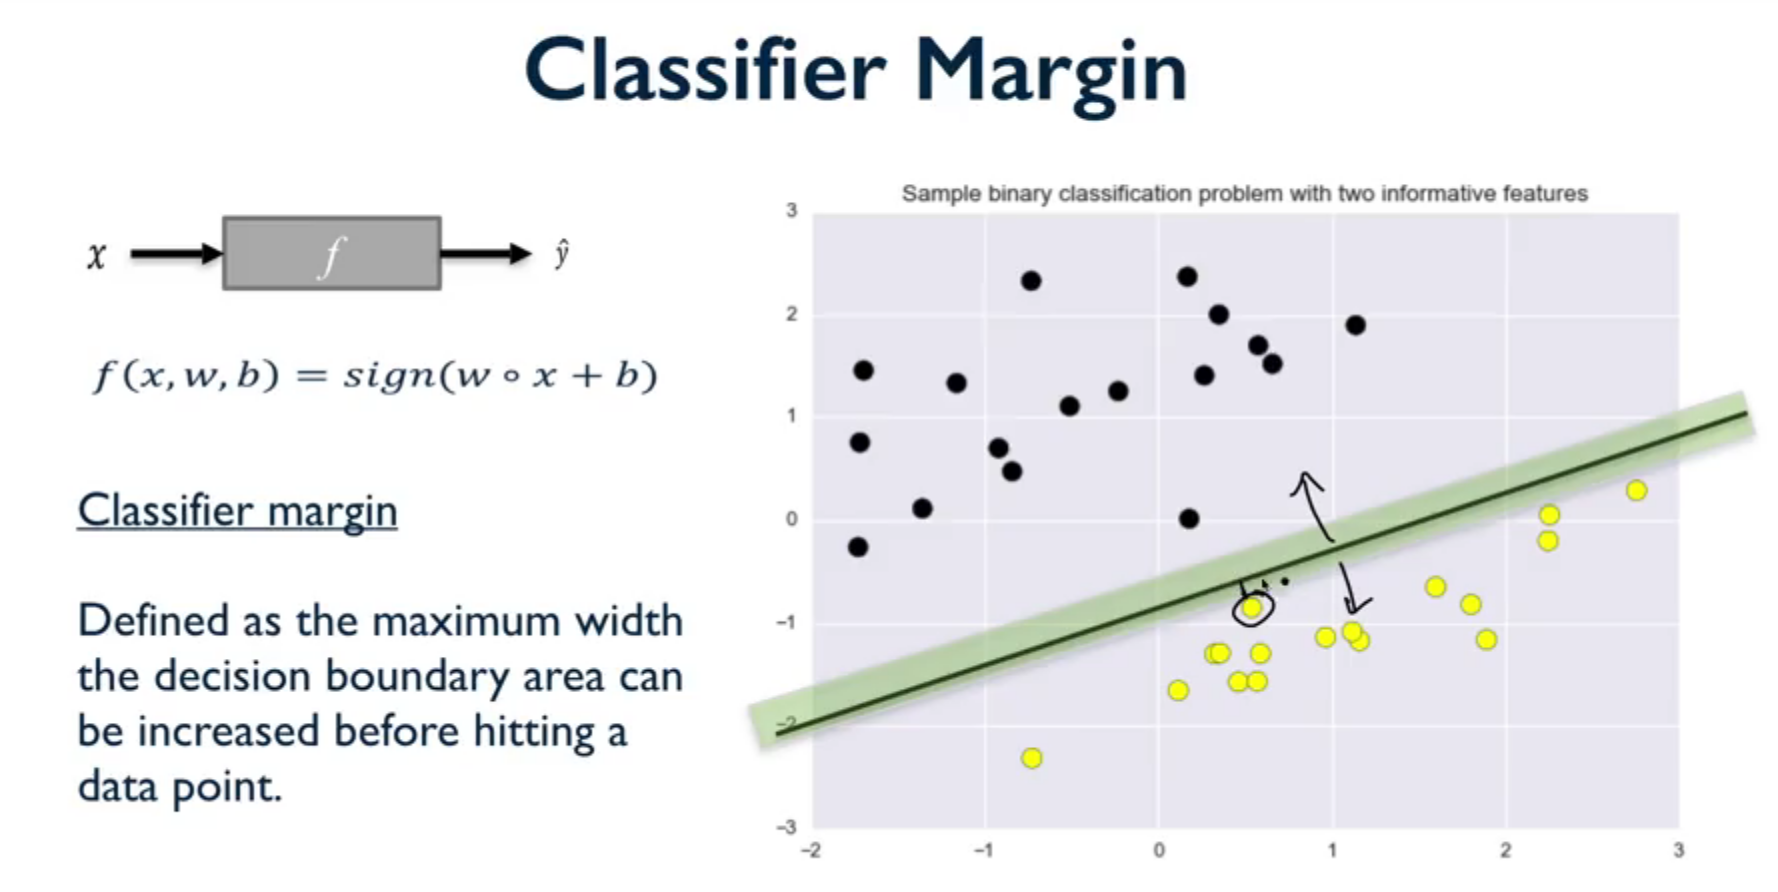 Classifier Margin
x
f
ŷ
f(x, w, b) = sign(w ∘ x + b)
Classifier margin
Defined as the maximum width
the decision boundary area can
be increased before hitting a
data point.
Sample binary classification problem with two informative features
3
2
1
0
−1
−2
−3
−2 −1 0 1 2 3